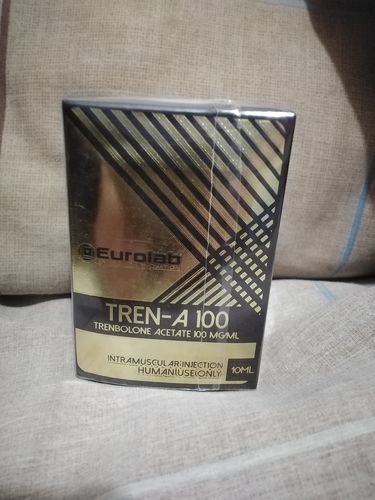 Eurolab
TREN-A 100
TRENBOLONE ACETATE 100 MG/ML
INTRAMUSCULAR INJECTION
HUMAN USE ONLY
10ML